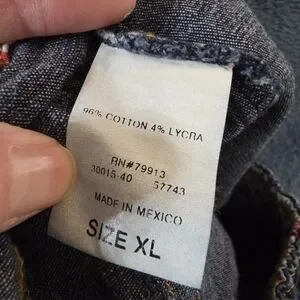 96% COTTON 4% LYCRA
RN#79913
30015-40 57743
MADE IN MEXICO
SIZE XL